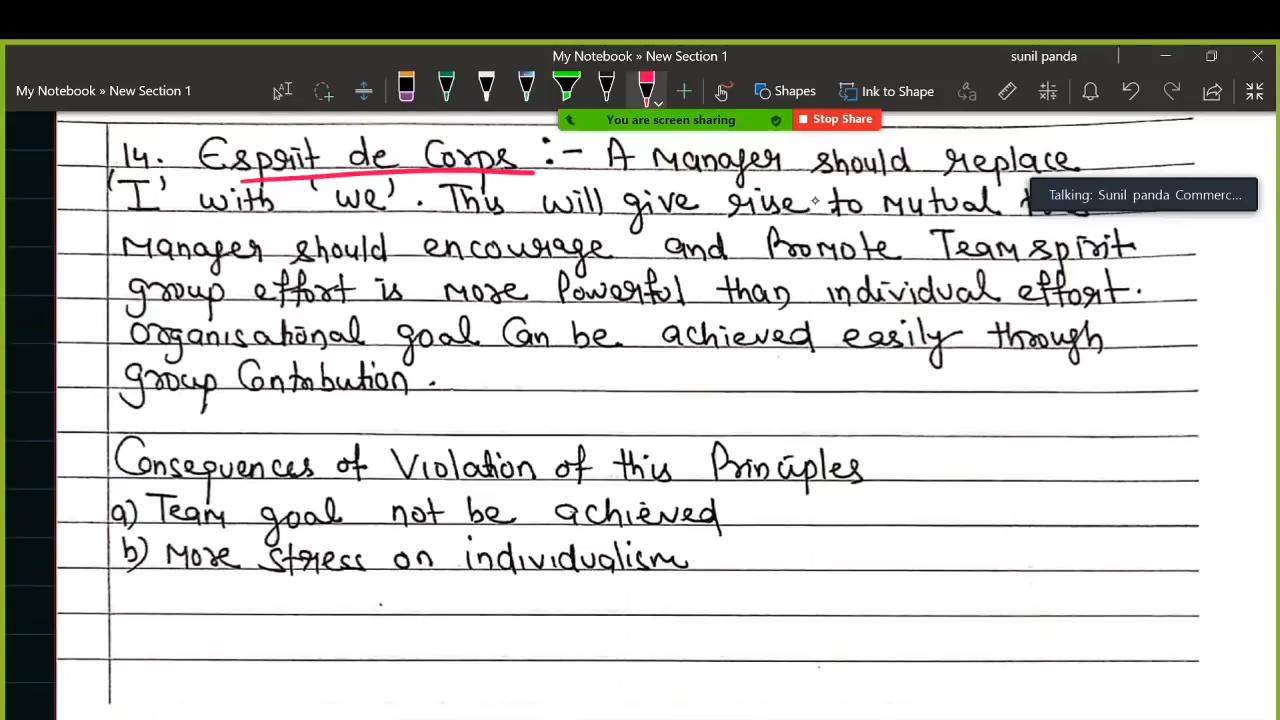 My Notebook » New Section 1
sunil panda
My Notebook » New Section 1
Shapes
Ink to Shape
You are screen sharing
Stop Share
14. Esprit de Corps :- A Manager should replace
Talking: Sunil panda Commerc...
'I' with 'we'. This will give rise to Mutual
Manager should encourage and Promote Team spirit
group effort is more Powerful than individual effort.
Organisational goal Can be achieved easily through
group Contribution.
Consequences of Violation of this Principles
a) Team goal not be achieved
b) More stress on individualism